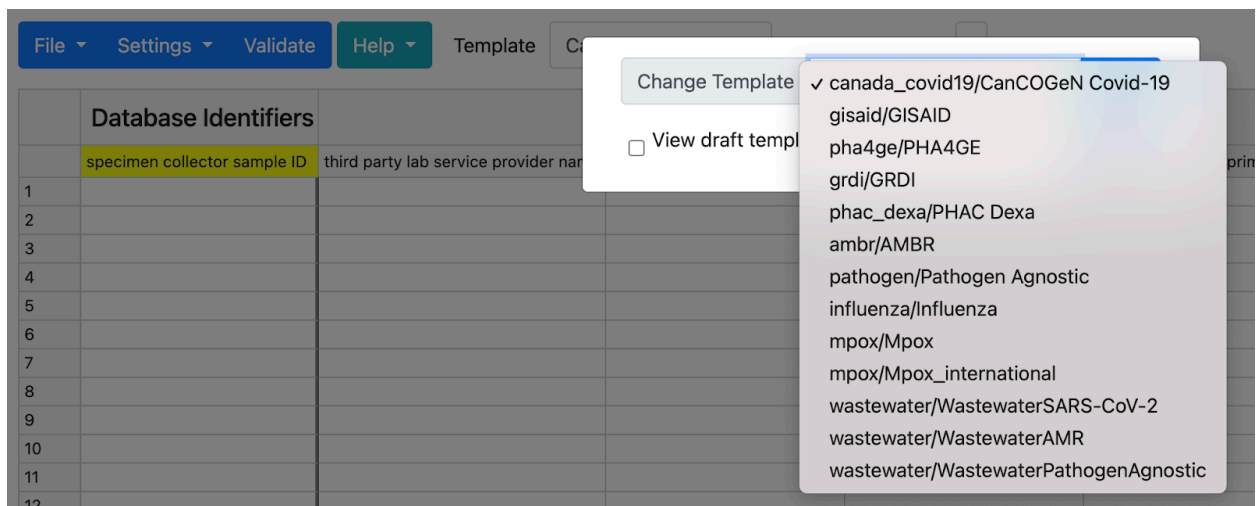 File Settings Validate Help Template
Change Template
✓ canada_covid19/CanCOGeN Covid-19
gisaid/GISAID
pha4ge/PHA4GE
grdi/GRDI
phac_dexa/PHAC Dexa
ambr/AMBR
pathogen/Pathogen Agnostic
influenza/Influenza
mpox/Mpox
mpox/Mpox_international
wastewater/WastewaterSARS-CoV-2
wastewater/WastewaterAMR
wastewater/WastewaterPathogenAgnostic
View draft
Database Identifiers
specimen collector sample ID third party lab service provider
1
2
3
4
5
6
7
8
9
10
11
12